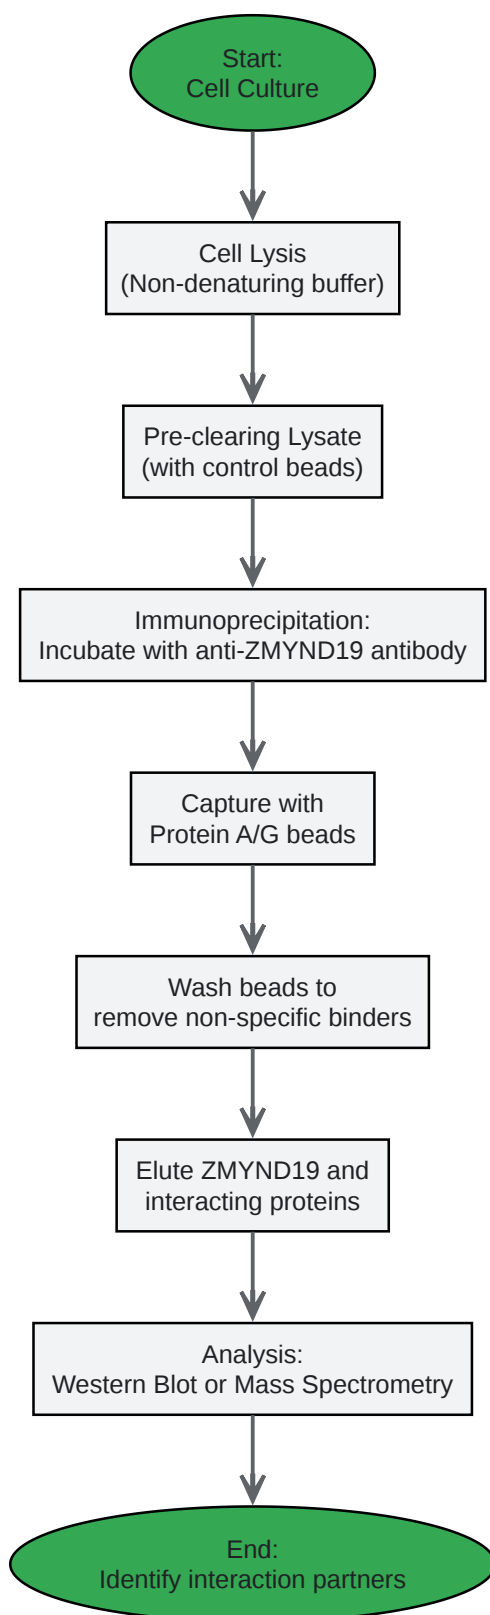 Start:
Cell Culture
Cell Lysis
(Non-denaturing buffer)
Pre-clearing Lysate
(with control beads)
Immunoprecipitation:
Incubate with anti-ZMYND19 antibody
Capture with
Protein A/G beads
Wash beads to
remove non-specific binders
Elute ZMYND19 and
interacting proteins
Analysis:
Western Blot or Mass Spectrometry
End:
Identify interaction partners